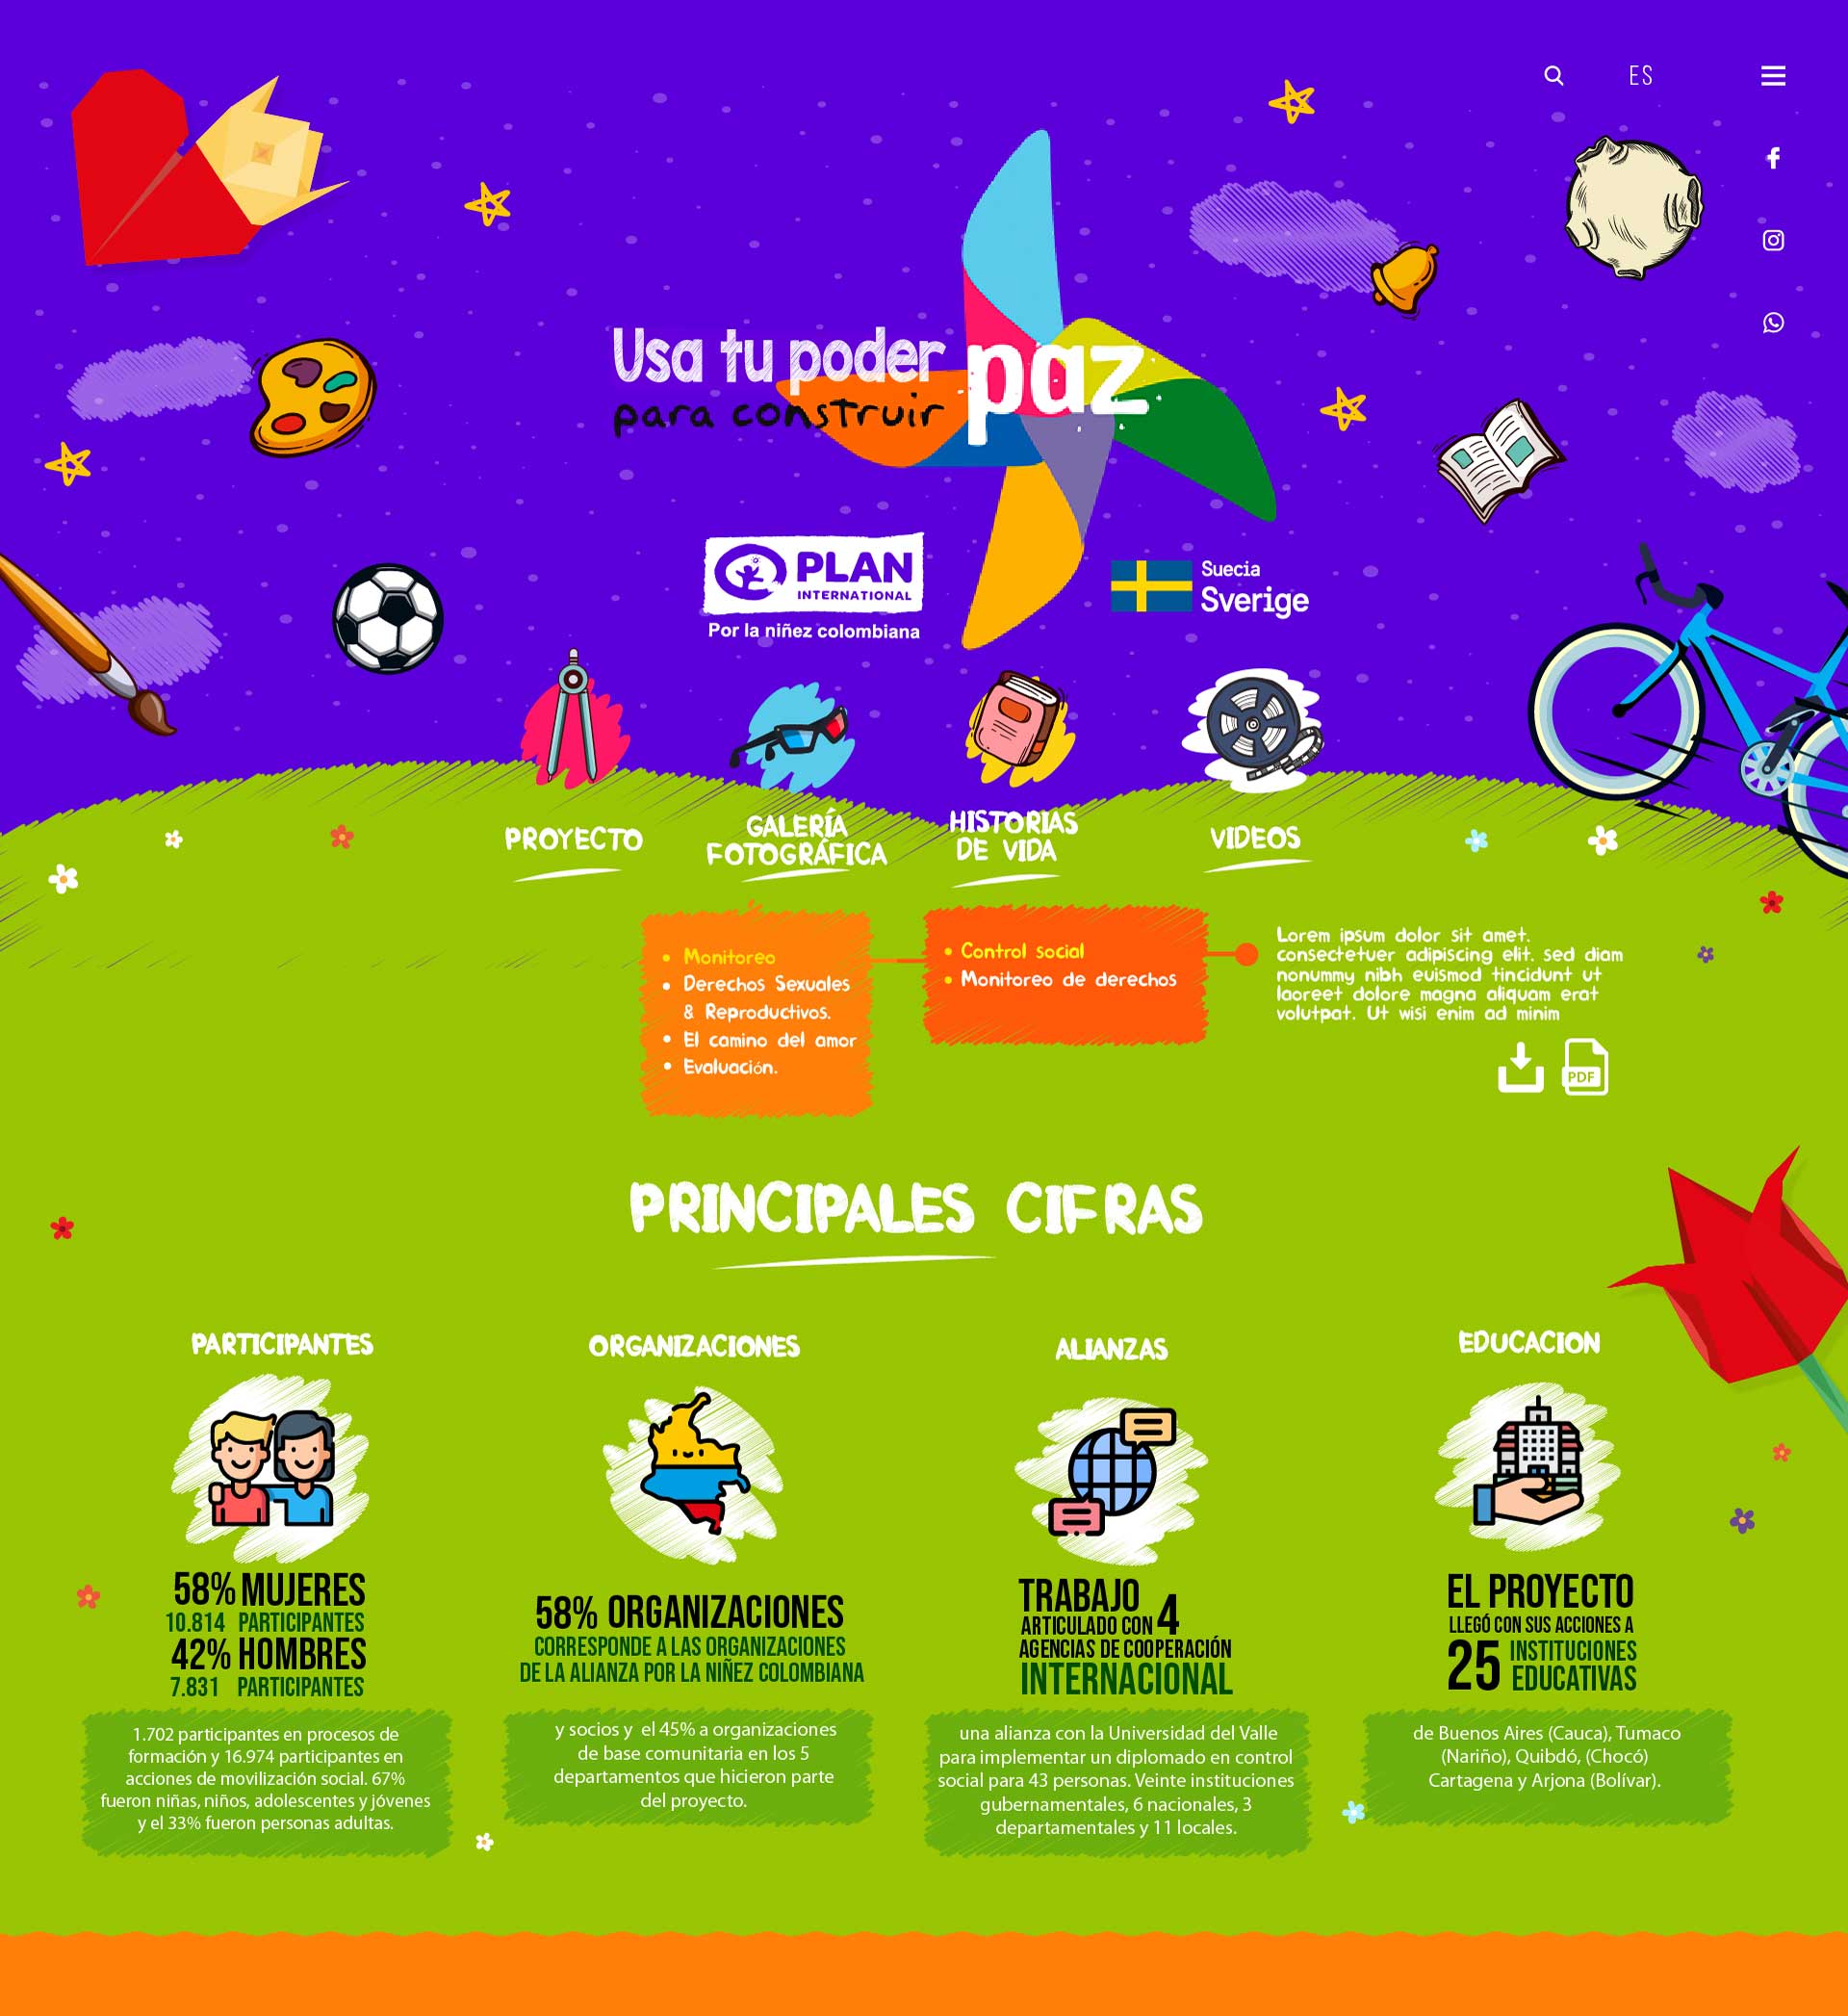 ES
Usa tu poder
para construir
paz
PLAN
INTERNATIONAL
Por la niñez colombiana
Suecia
Sverige
PROYECTO
GALERÍA
FOTOGRÁFICA
HISTORIAS
DE VIDA
VIDEOS
• Monitoreo
• Derechos Sexuales
& Reproductivos.
• El camino del amor
• Evaluación.
• Control social
• Monitoreo de derechos
Lorem ipsum dolor sit amet.
consectetuer adipiscing elit. sed diam
nonummy nibh euismod tincidunt ut
laoreet dolore magna aliquam erat
volutpat. Ut wisi enim ad minim
PDF
PRINCIPALES CIFRAS
PARTICIPANTES
58% MUJERES
10.814 PARTICIPANTES
42% HOMBRES
7.831 PARTICIPANTES
1.702 participantes en procesos de
formación y 16.974 participantes en
acciones de movilización social. 67%
fueron niñas, niños, adolescentes y jóvenes
y el 33% fueron personas adultas.
ORGANIZACIONES
58% ORGANIZACIONES
CORRESPONDE A LAS ORGANIZACIONES
DE LA ALIANZA POR LA NIÑEZ COLOMBIANA
y socios y el 45% a organizaciones
de base comunitaria en los 5
departamentos que hicieron parte
del proyecto.
ALIANZAS
TRABAJO
ARTICULADO CON 4
AGENCIAS DE COOPERACIÓN
INTERNACIONAL
una alianza con la Universidad del Valle
para implementar un diplomado en control
social para 43 personas. Veinte instituciones
gubernamentales, 6 nacionales, 3
departamentales y 11 locales.
EDUCACION
EL PROYECTO
LLEGÓ CON SUS ACCIONES A
25 INSTITUCIONES
EDUCATIVAS
de Buenos Aires (Cauca), Tumaco
(Nariño), Quibdó, (Chocó)
Cartagena y Arjona (Bolívar).